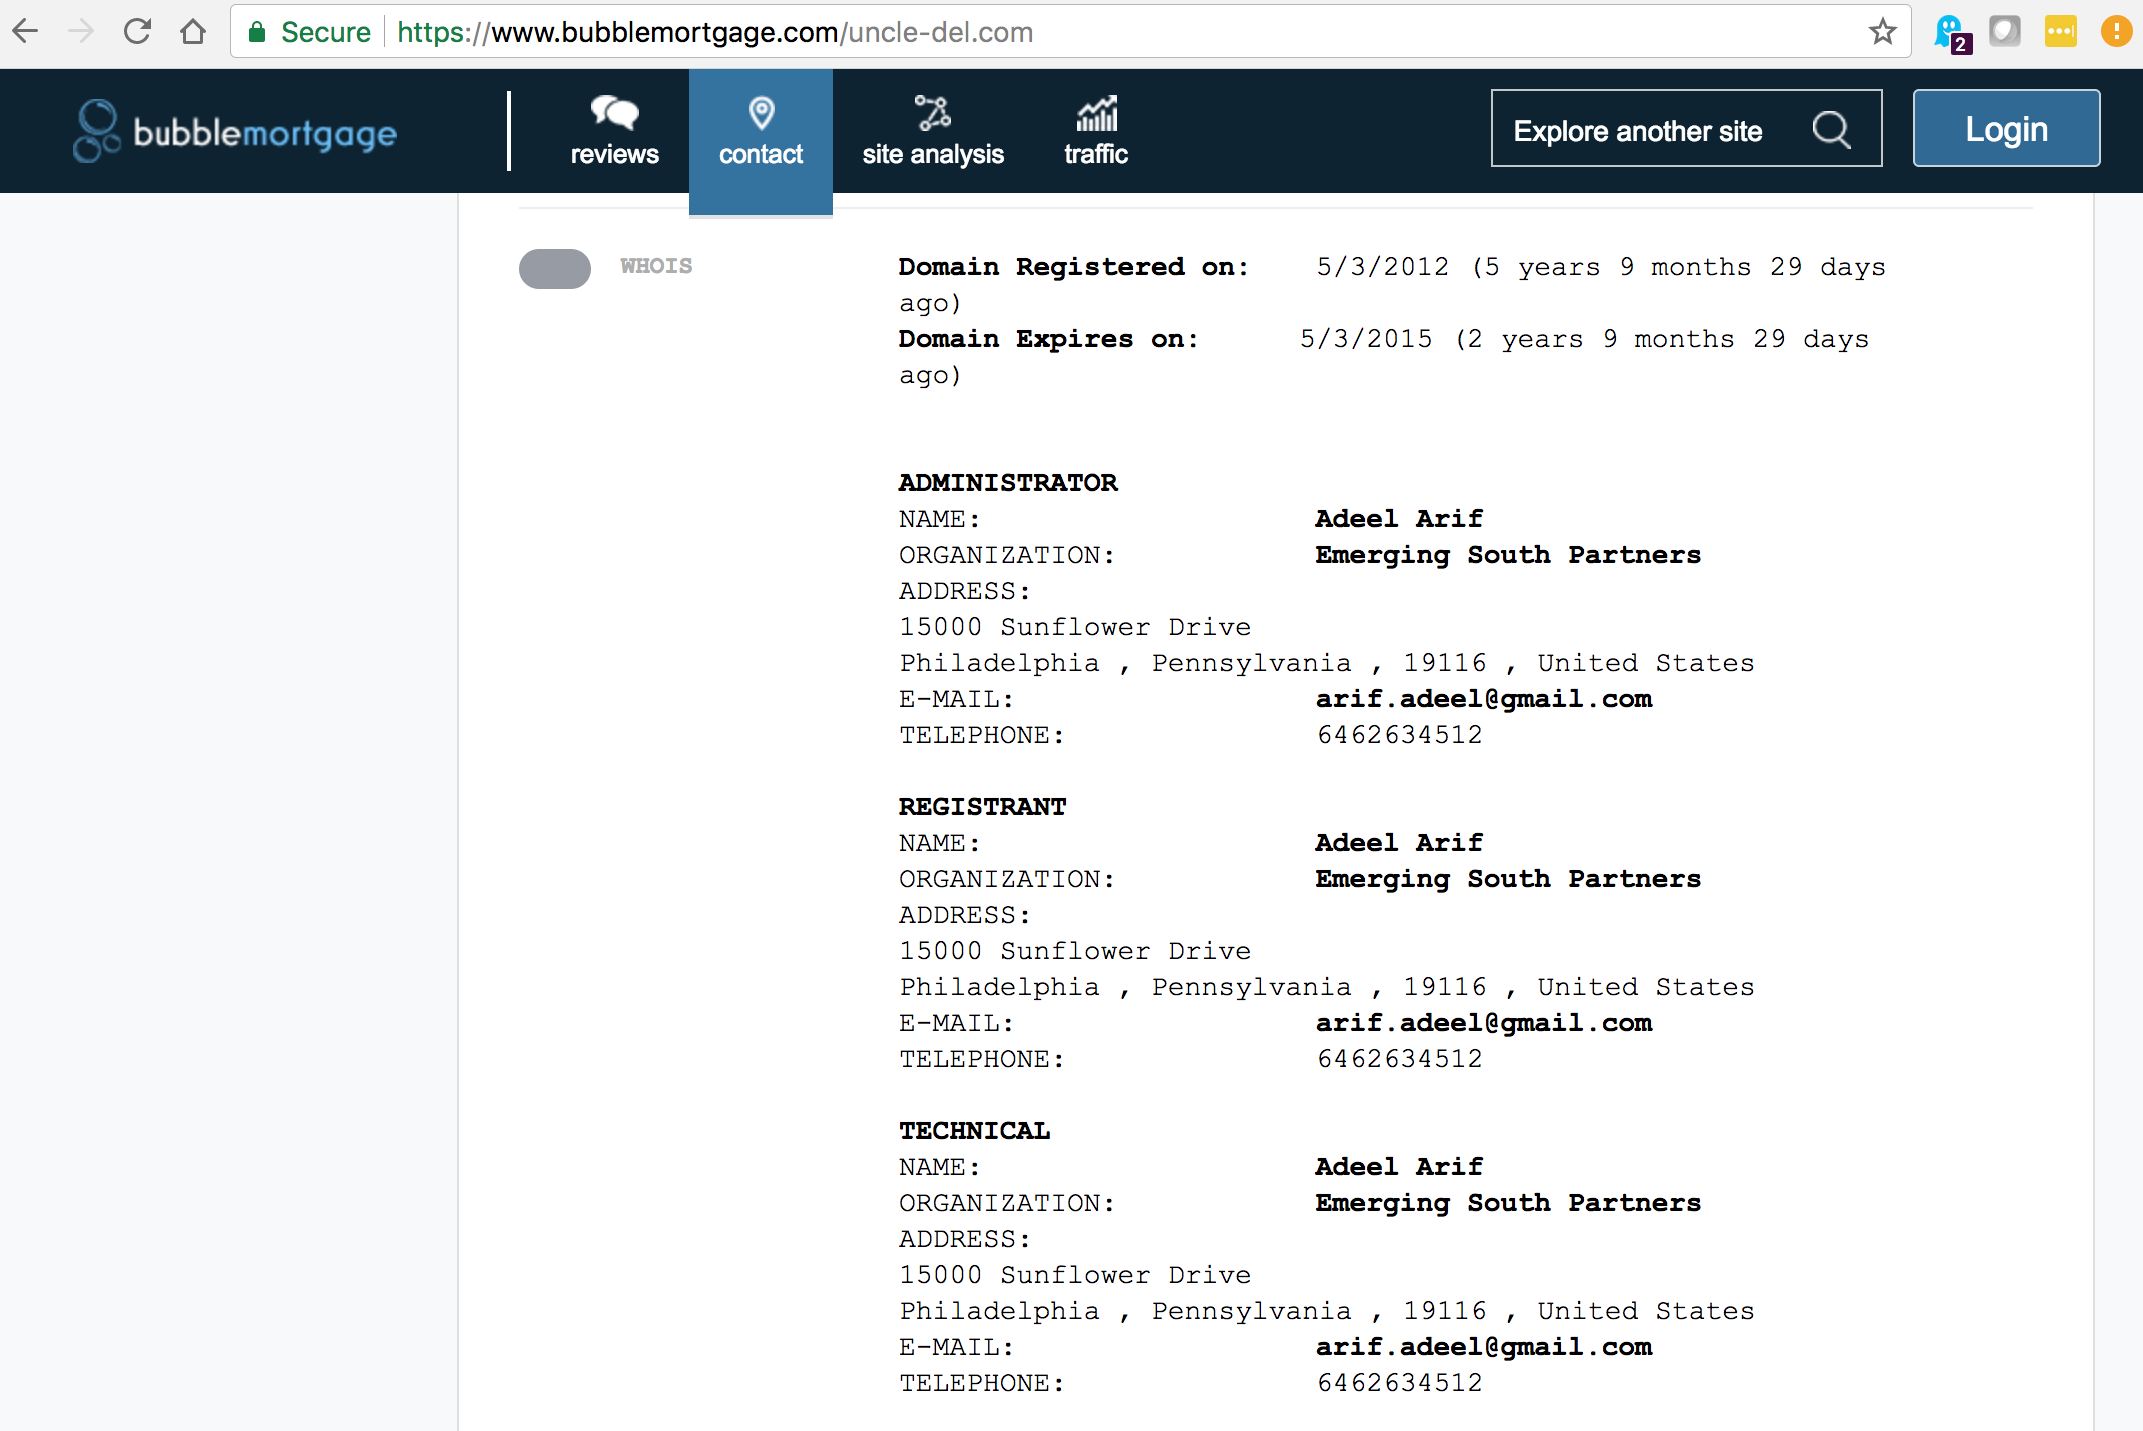 Secure https://www.bubblemortgage.com/uncle-del.com
2
bubblemortgage
reviews
contact
site analysis
traffic
Explore another site
Login
WHOIS
Domain Registered on: 5/3/2012 (5 years 9 months 29 days
ago)
Domain Expires on: 5/3/2015 (2 years 9 months 29 days
ago)
ADMINISTRATOR
NAME: Adeel Arif
ORGANIZATION: Emerging South Partners
ADDRESS:
15000 Sunflower Drive
Philadelphia , Pennsylvania , 19116 , United States
E-MAIL: arif.adeel@gmail.com
TELEPHONE: 6462634512
REGISTRANT
NAME: Adeel Arif
ORGANIZATION: Emerging South Partners
ADDRESS:
15000 Sunflower Drive
Philadelphia , Pennsylvania , 19116 , United States
E-MAIL: arif.adeel@gmail.com
TELEPHONE: 6462634512
TECHNICAL
NAME: Adeel Arif
ORGANIZATION: Emerging South Partners
ADDRESS:
15000 Sunflower Drive
Philadelphia , Pennsylvania , 19116 , United States
E-MAIL: arif.adeel@gmail.com
TELEPHONE: 6462634512